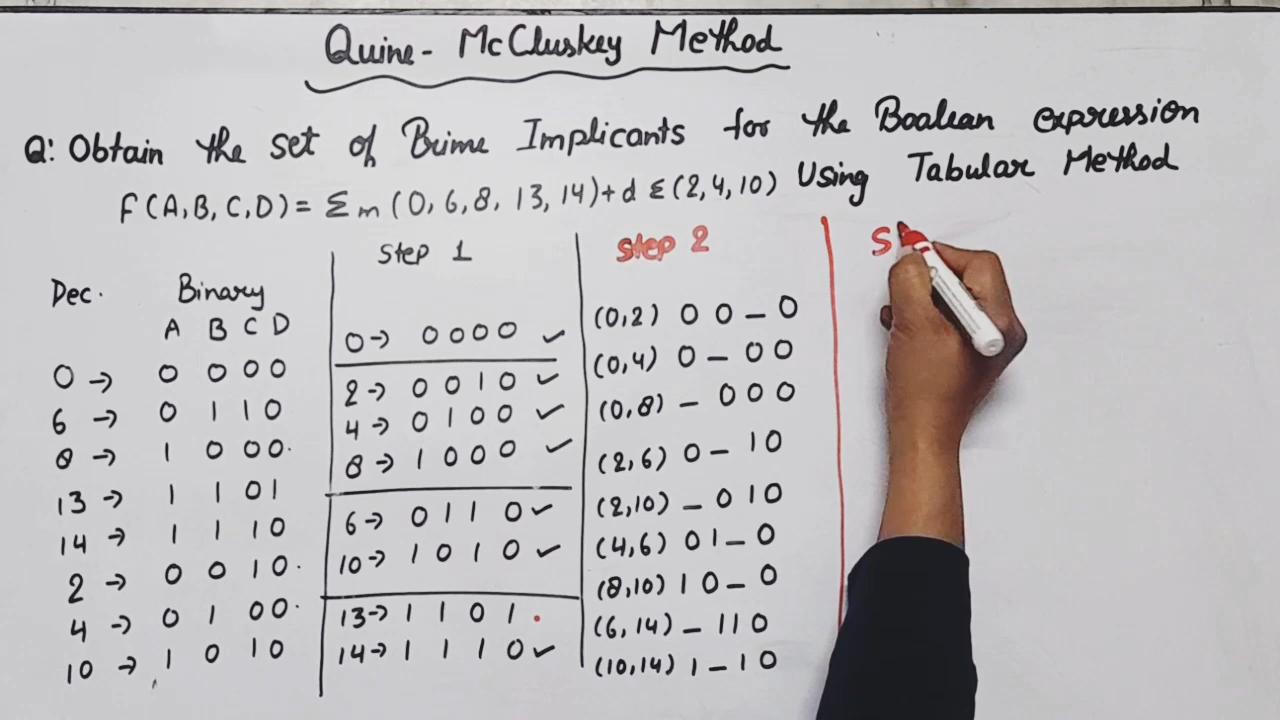 Quine- McCluskey Method
Q: Obtain the set of Prime Implicants for the Boolean expression
F(A,B,C,D) = Σm (0, 6, 8, 13, 14) + d Σ (2, 4, 10) Using Tabular Method
Dec. Binary
A B C D
0 → 0 0 0 0
6 → 0 1 1 0
8 → 1 0 0 0
13 → 1 1 0 1
14 → 1 1 1 0
2 → 0 0 1 0
4 → 0 1 0 0
10 → 1 0 1 0
Step 1
0 → 0 0 0 0 ✓
2 → 0 0 1 0 ✓
4 → 0 1 0 0 ✓
8 → 1 0 0 0 ✓
6 → 0 1 1 0 ✓
10 → 1 0 1 0 ✓
13 → 1 1 0 1 .
14 → 1 1 1 0 ✓
Step 2
(0,2) 0 0 _ 0
(0,4) 0 _ 0 0
(0,8) _ 0 0 0
(2,6) 0 _ 1 0
(2,10) _ 0 1 0
(4,6) 0 1 _ 0
(8,10) 1 0 _ 0
(6,14) _ 1 1 0
(10,14) 1 _ 1 0
S